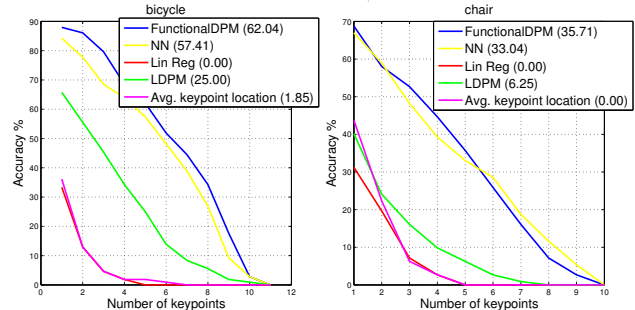 bicycle
90
80
70
60
50
40
30
20
10
0
Accuracy %
FunctionalDPM (62.04)
NN (57.41)
Lin Reg (0.00)
LDPM (25.00)
Avg. keypoint location (1.85)
0 2 4 6 8 10 12
Number of keypoints
chair
70
60
50
40
30
20
10
0
Accuracy %
FunctionalDPM (35.71)
NN (33.04)
Lin Reg (0.00)
LDPM (6.25)
Avg. keypoint location (0.00)
1 2 3 4 5 6 7 8 9 10
Number of keypoints